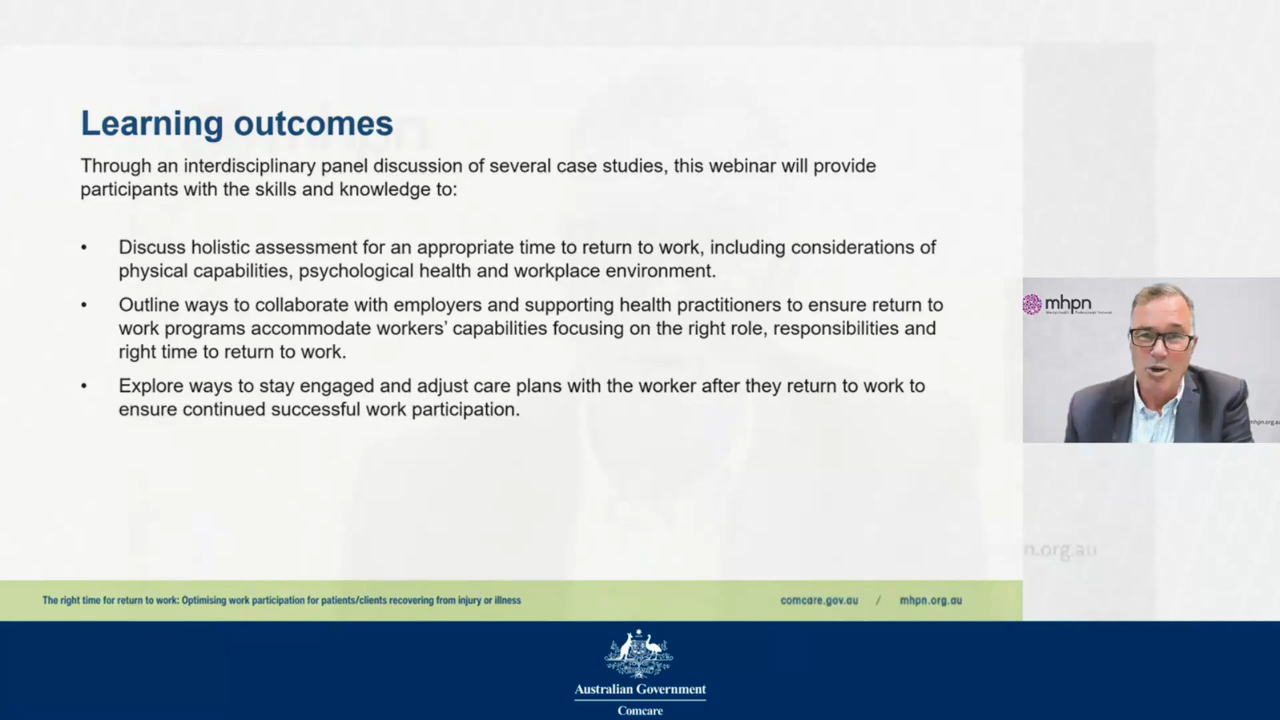 Learning outcomes
Through an interdisciplinary panel discussion of several case studies, this webinar will provide
participants with the skills and knowledge to:
• Discuss holistic assessment for an appropriate time to return to work, including considerations of
physical capabilities, psychological health and workplace environment.
• Outline ways to collaborate with employers and supporting health practitioners to ensure return to
work programs accommodate workers’ capabilities focusing on the right role, responsibilities and
right time to return to work.
• Explore ways to stay engaged and adjust care plans with the worker after they return to work to
ensure continued successful work participation.
mhpn
mhpn.org.au
n.org.au
The right time for return to work: Optimising work participation for patients/clients recovering from injury or illness
comcare.gov.au / mhpn.org.au
Australian Government
Comcare